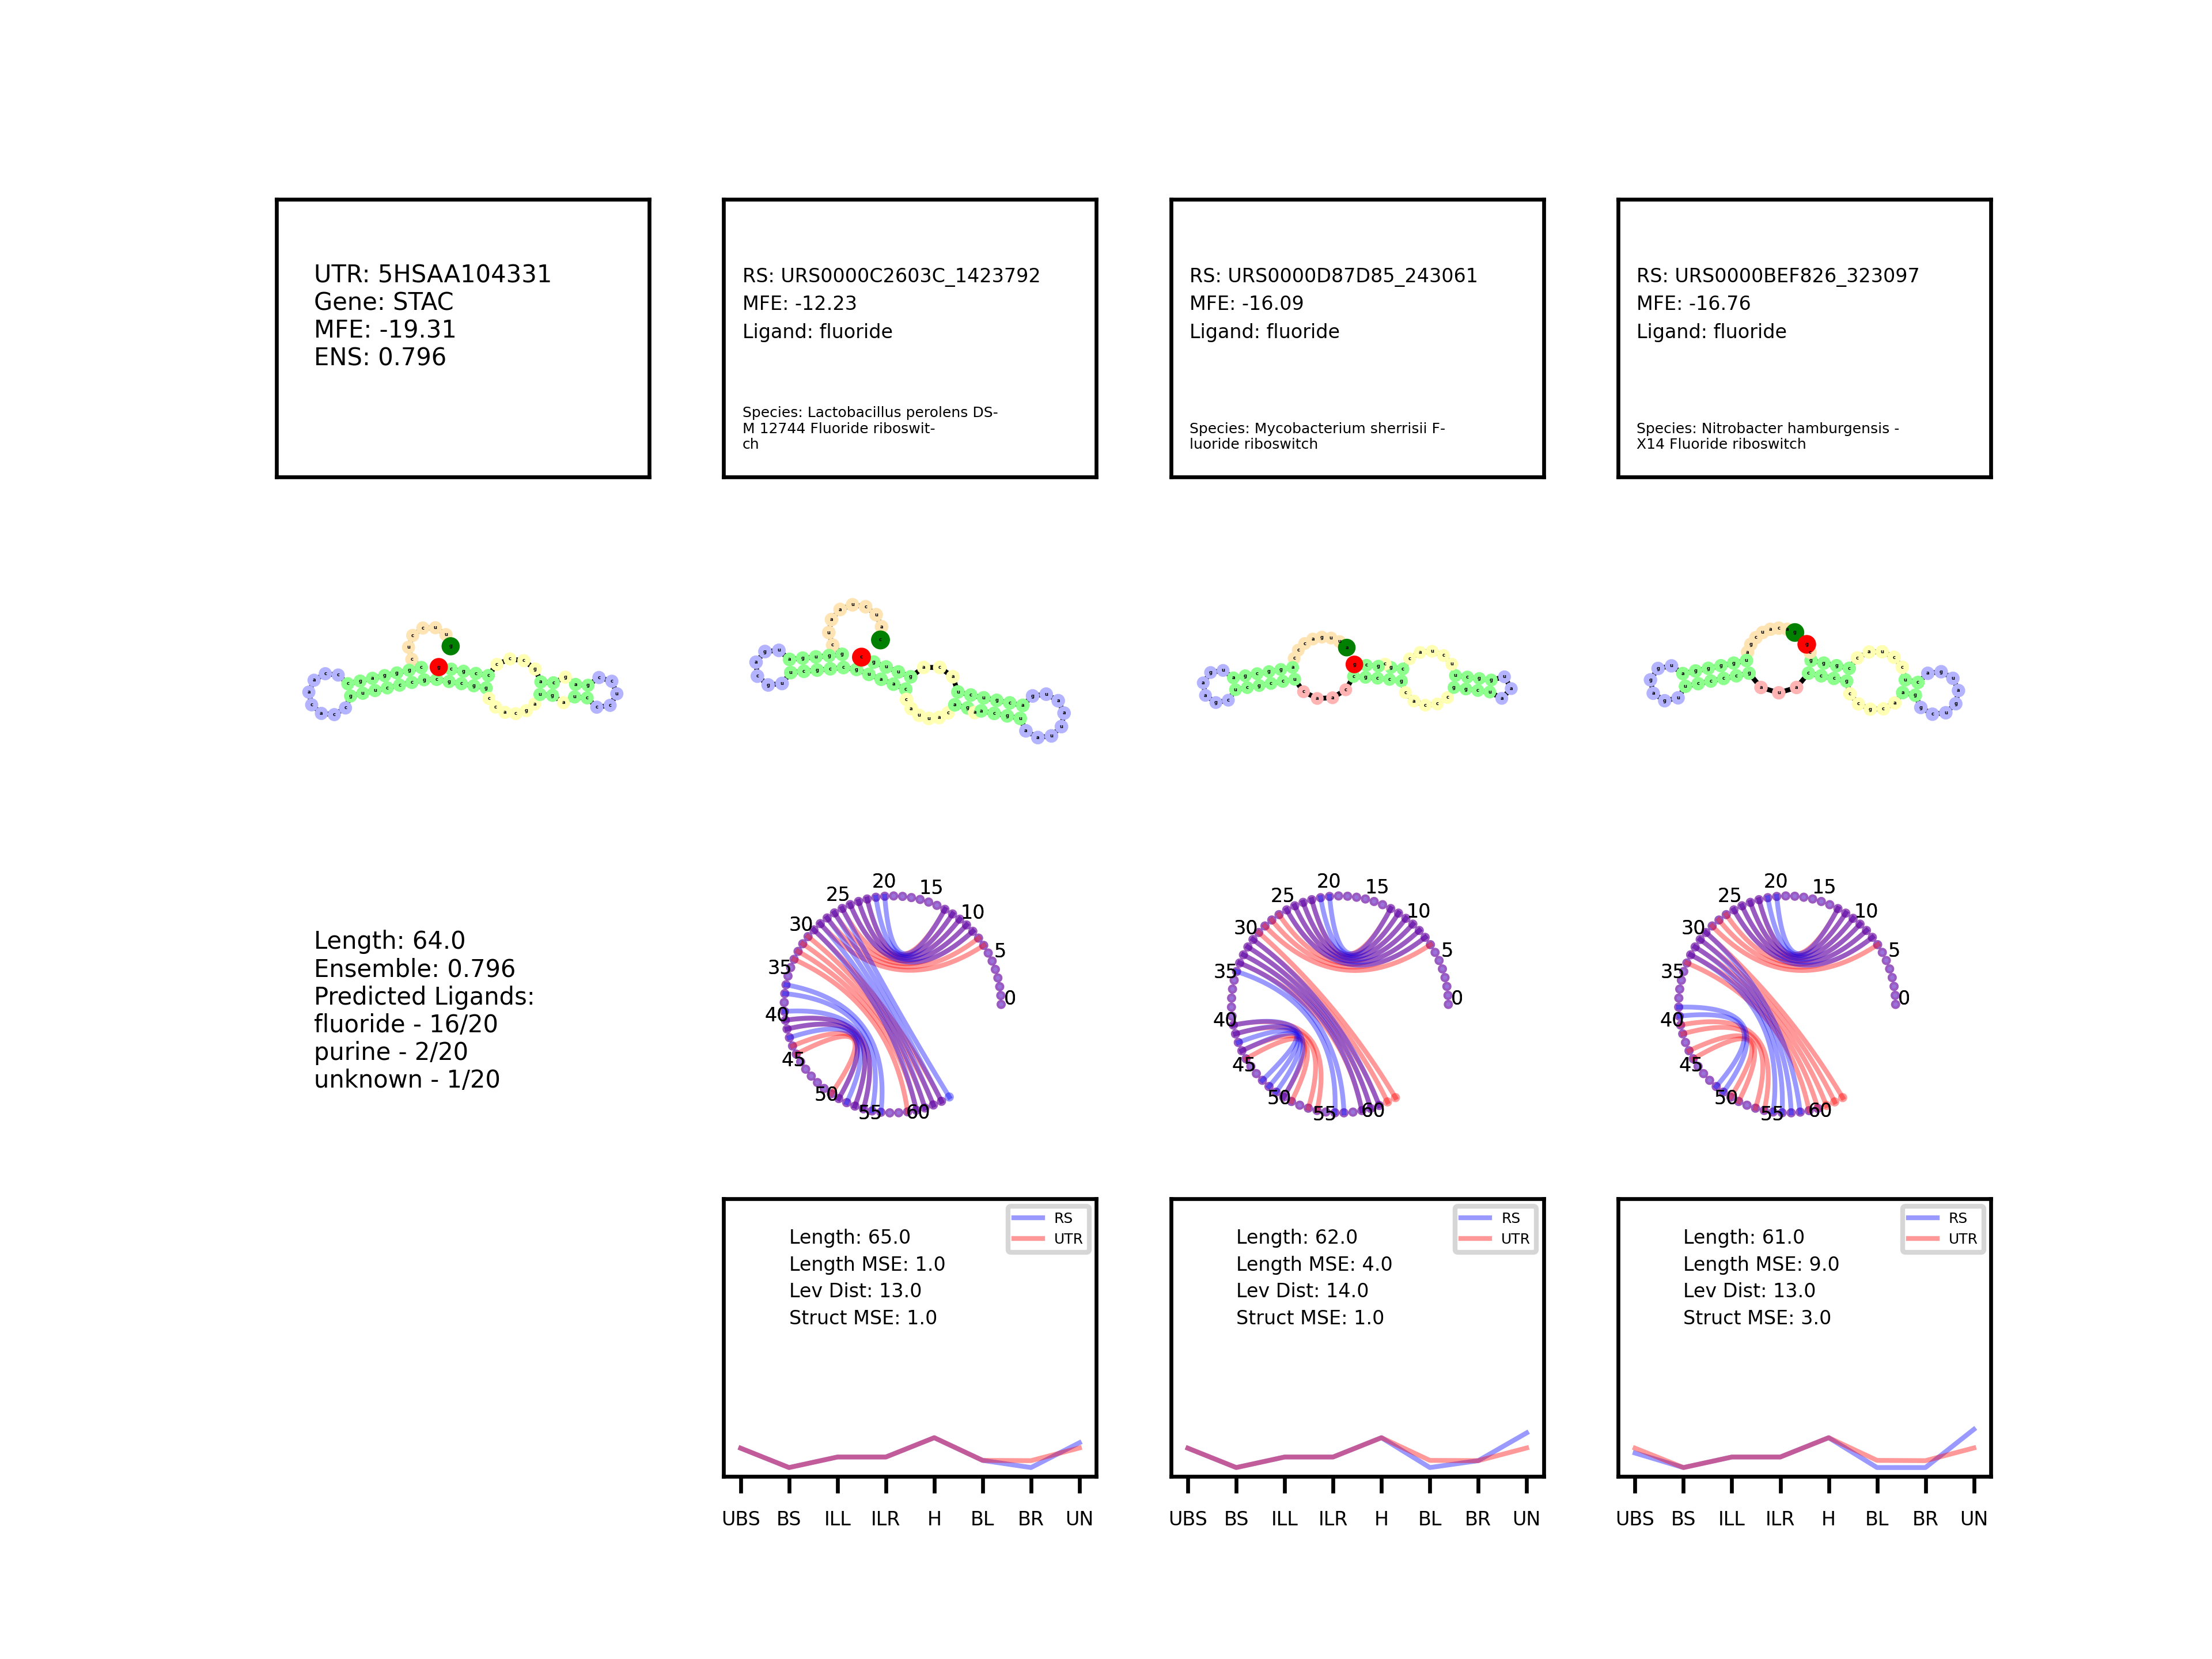 UTR: 5HSAA104331
Gene: STAC
MFE: -19.31
ENS: 0.796
RS: URS0000C2603C_1423792
MFE: -12.23
Ligand: fluoride
Species: Lactobacillus perolens DS-
M 12744 Fluoride riboswit-
ch
RS: URS0000D87D85_243061
MFE: -16.09
Ligand: fluoride
Species: Mycobacterium sherrisii F-
luoride riboswitch
RS: URS0000BEF826_323097
MFE: -16.76
Ligand: fluoride
Species: Nitrobacter hamburgensis -
X14 Fluoride riboswitch
Length: 64.0
Ensemble: 0.796
Predicted Ligands:
fluoride - 16/20
purine - 2/20
unknown - 1/20
0
5
10
15
20
25
30
35
40
45
50
55
60
0
5
10
15
20
25
30
35
40
45
50
55
60
0
5
10
15
20
25
30
35
40
45
50
55
60
RS
UTR
Length: 65.0
Length MSE: 1.0
Lev Dist: 13.0
Struct MSE: 1.0
UBS BS ILL ILR H BL BR UN
RS
UTR
Length: 62.0
Length MSE: 4.0
Lev Dist: 14.0
Struct MSE: 1.0
UBS BS ILL ILR H BL BR UN
RS
UTR
Length: 61.0
Length MSE: 9.0
Lev Dist: 13.0
Struct MSE: 3.0
UBS BS ILL ILR H BL BR UN